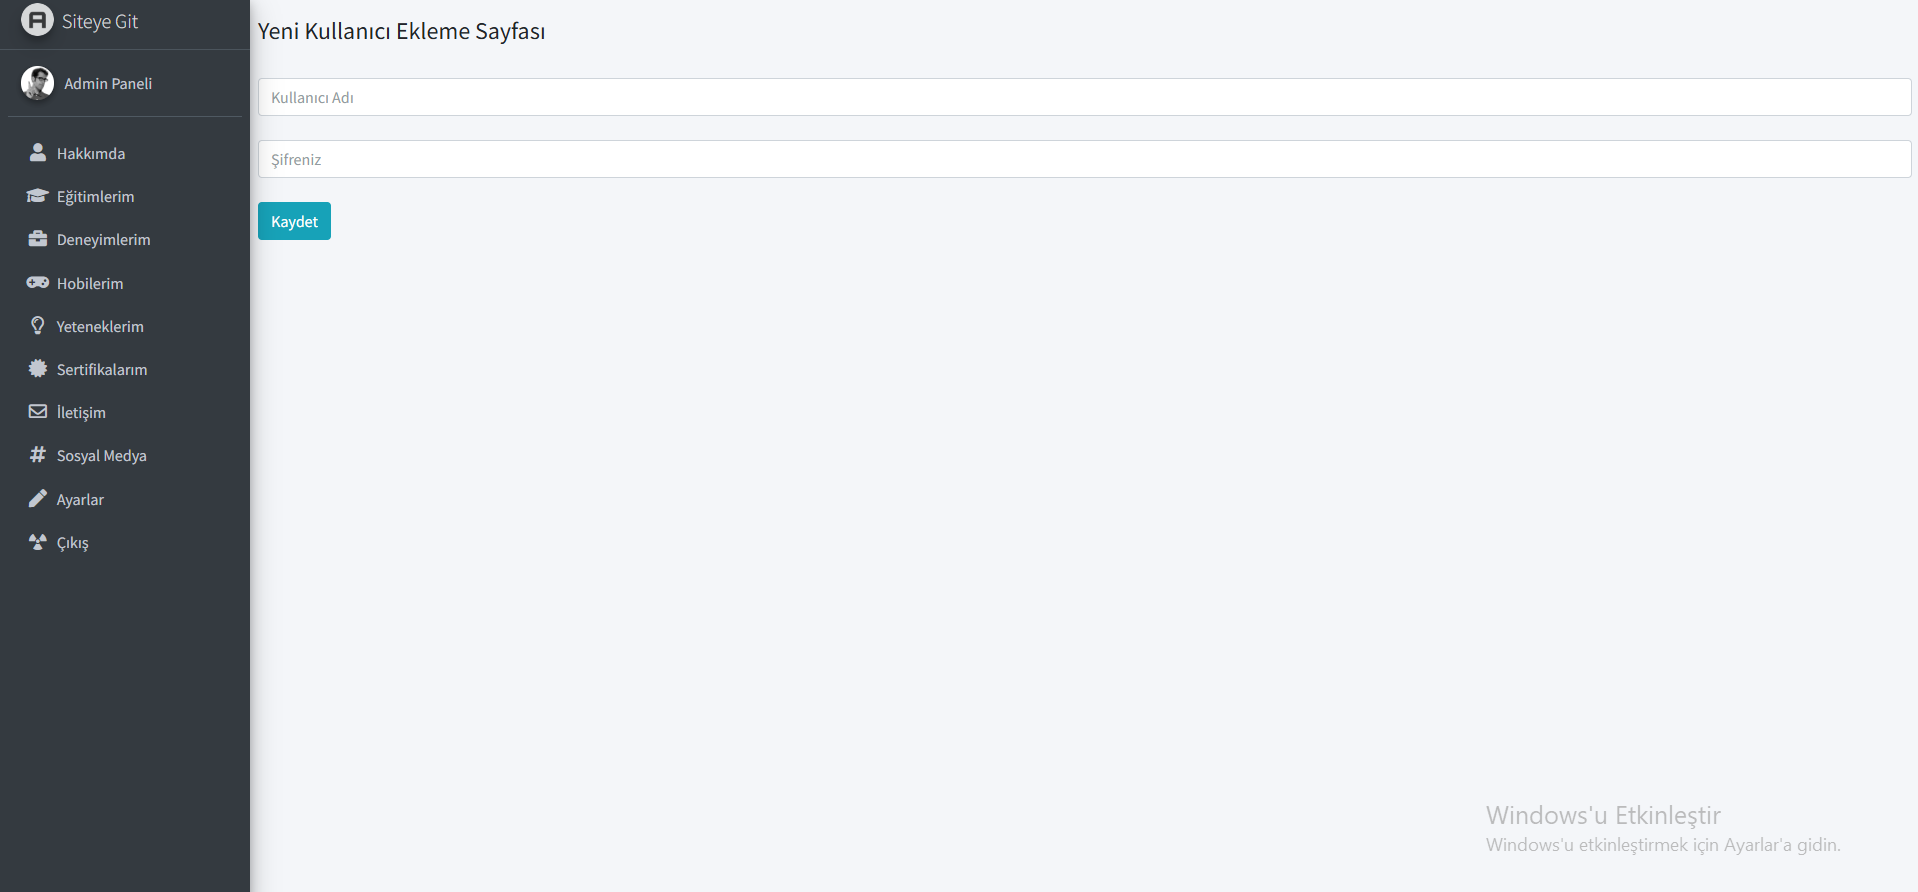 Siteye Git
Admin Paneli
Hakkımda
Eğitimlerim
Deneyimlerim
Hobilerim
Yeteneklerim
Sertifikalarım
İletişim
Sosyal Medya
Ayarlar
Çıkış
Yeni Kullanıcı Ekleme Sayfası
Kullanıcı Adı
Şifreniz
Kaydet
Windows'u Etkinleştir
Windows'u etkinleştirmek için Ayarlar'a gidin.